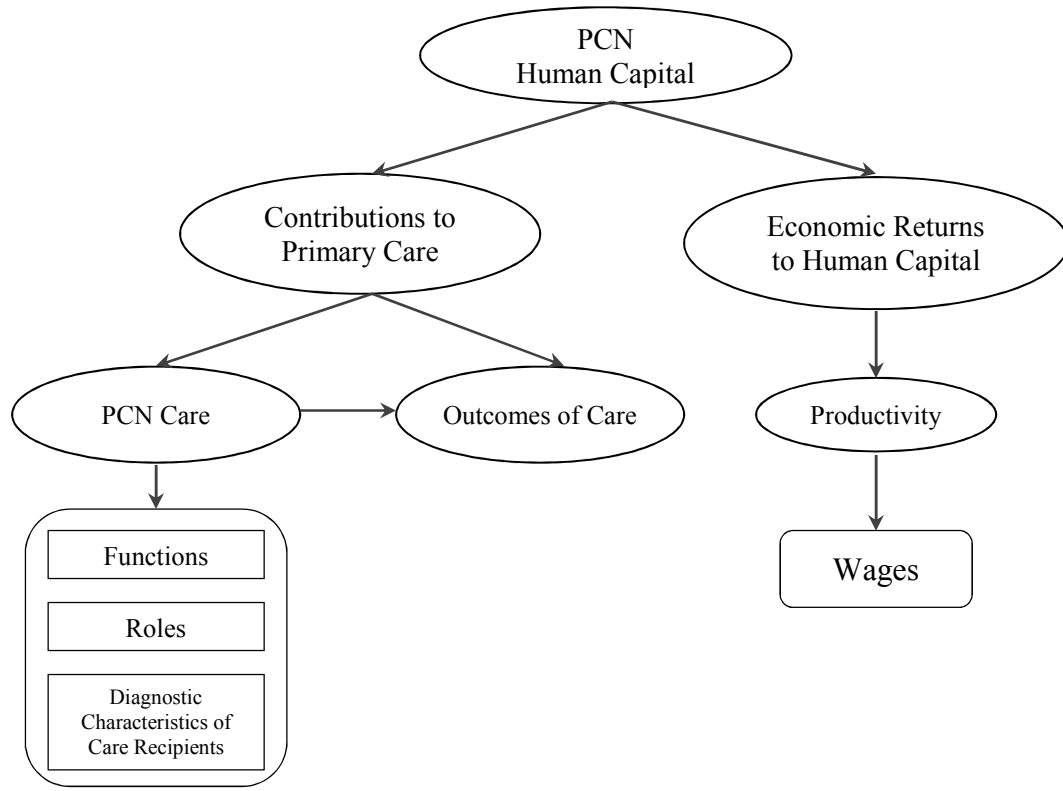 PCN
Human Capital
Contributions to
Primary Care
Economic Returns
to Human Capital
PCN Care
Outcomes of Care
Productivity
Functions
Roles
Diagnostic
Characteristics of
Care Recipients
Wages